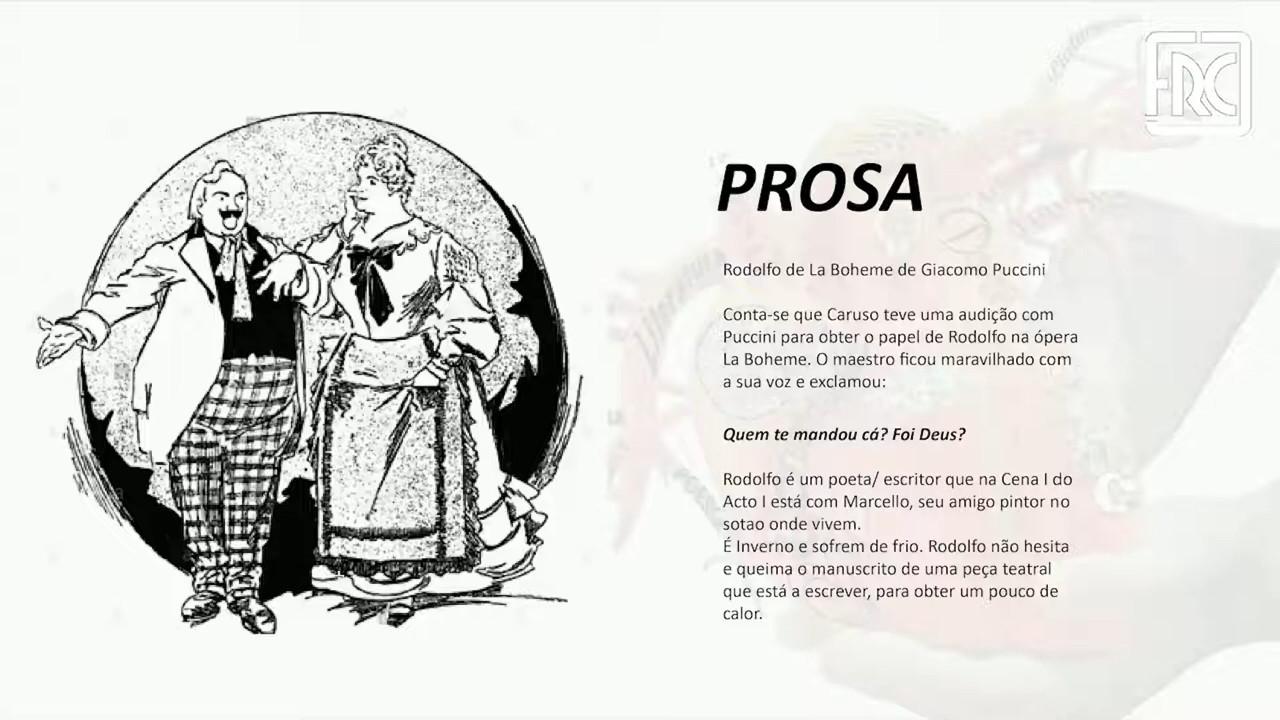 FRC
PROSA
Rodolfo de La Boheme de Giacomo Puccini
Conta-se que Caruso teve uma audição com
Puccini para obter o papel de Rodolfo na ópera
La Boheme. O maestro ficou maravilhado com
a sua voz e exclamou:
Quem te mandou cá? Foi Deus?
Rodolfo é um poeta/ escritor que na Cena I do
Acto I está com Marcello, seu amigo pintor no
sotao onde vivem.
É Inverno e sofrem de frio. Rodolfo não hesita
e queima o manuscrito de uma peça teatral
que está a escrever, para obter um pouco de
calor.